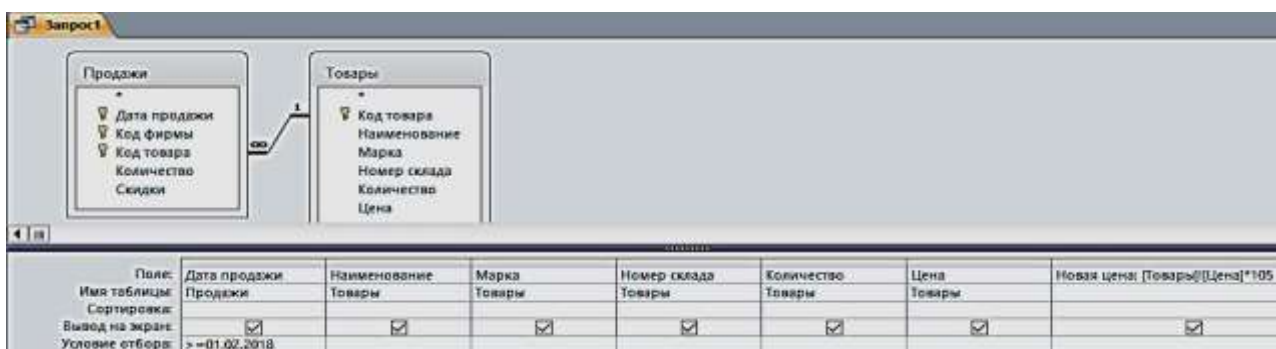 Запрос1
Продажи
*
Дата продажи
Код фирмы
Код товара
Количество
Скидки
∞
1
Товары
*
Код товара
Наименование
Марка
Номер склада
Количество
Цена
Поле: Дата продажи Наименование Марка Номер склада Количество Цена Новая цена: [Товары]![Цена]*105
Имя таблицы: Продажи Товары Товары Товары Товары Товары
Сортировка:
Вывод на экран:
Условие отбора: > =01.02.2018